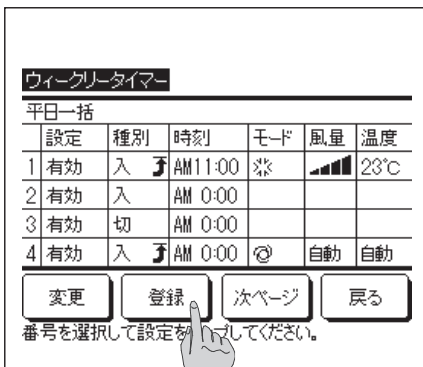 ウィークリータイマー
平日一括
設定 種別 時刻 モード 風量 温度
1 有効 入 AM11:00 23℃
2 有効 入 AM 0:00
3 有効 切 AM 0:00
4 有効 入 AM 0:00 自動 自動
変更 登録 次ページ 戻る
番号を選択して設定を プしてください。